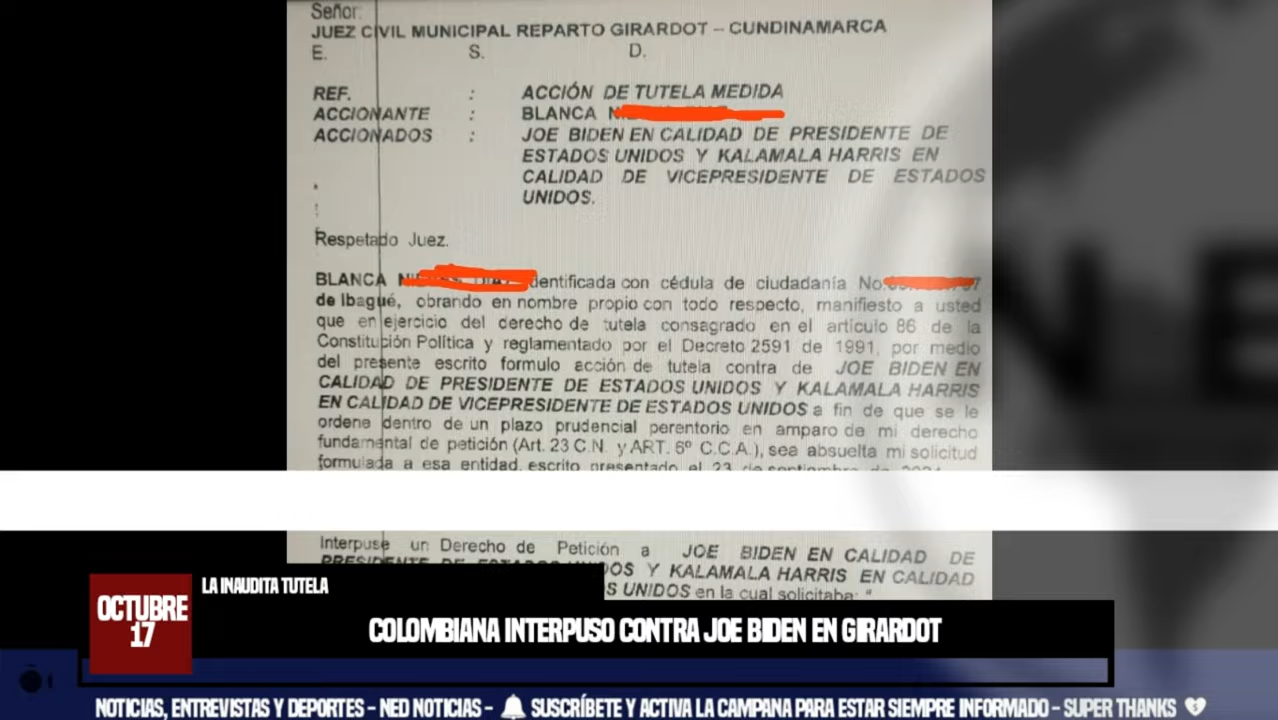 Señor:
JUEZ CIVIL MUNICIPAL REPARTO GIRARDOT – CUNDINAMARCA
E. S. D.
REF. : ACCIÓN DE TUTELA MEDIDA
ACCIONANTE : BLANCA
ACCIONADOS : JOE BIDEN EN CALIDAD DE PRESIDENTE DE
ESTADOS UNIDOS Y KALAMALA HARRIS EN
CALIDAD DE VICEPRESIDENTE DE ESTADOS
UNIDOS.
Respetado Juez.
BLANCA identificada con cédula de ciudadanía No.
de Ibagué, obrando en nombre propio con todo respecto, manifiesto a usted
que en ejercicio del derecho de tutela consagrado en el artículo 86 de la
Constitución Política y reglamentado por el Decreto 2591 de 1991, por medio
del presente escrito formulo acción de tutela contra de JOE BIDEN EN
CALIDAD DE PRESIDENTE DE ESTADOS UNIDOS Y KALAMALA HARRIS
EN CALIDAD DE VICEPRESIDENTE DE ESTADOS UNIDOS a fin de que se le
ordene dentro de un plazo prudencial perentorio en amparo de mi derecho
fundamental de petición (Art. 23 C.N. y ART. 6º C.C.A.), sea absuelta mi solicitud
formulada a esa entidad, escrito presentado el 23 de septiembre de
Interpuse un Derecho de Petición a JOE BIDEN EN CALIDAD DE
PRESIDENTE DE ESTADOS UNIDOS Y KALAMALA HARRIS EN CALIDAD
S UNIDOS en la cual solicitaba: "
LA INAUDITA TUTELA
OCTUBRE
17
COLOMBIANA INTERPUSO CONTRA JOE BIDEN EN GIRARDOT
NOTICIAS, ENTREVISTAS Y DEPORTES – NED NOTICIAS – SUSCRÍBETE Y ACTIVA LA CAMPANA PARA ESTAR SIEMPRE INFORMADO – SUPER THANKS
N E